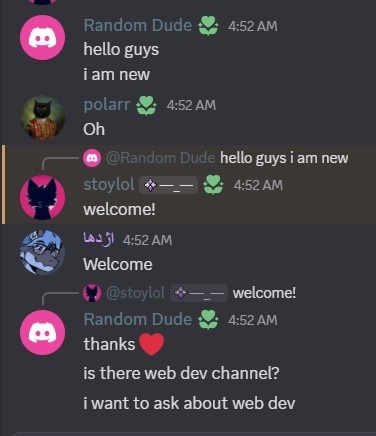 Random Dude 4:52 AM
hello guys
i am new
polarr 4:52 AM
Oh
@Random Dude hello guys i am new
stoylol ⟡—_— 4:52 AM
welcome!
اژدها 4:52 AM
Welcome
@stoylol ⟡—_— welcome!
Random Dude 4:52 AM
thanks ❤️
is there web dev channel?
i want to ask about web dev